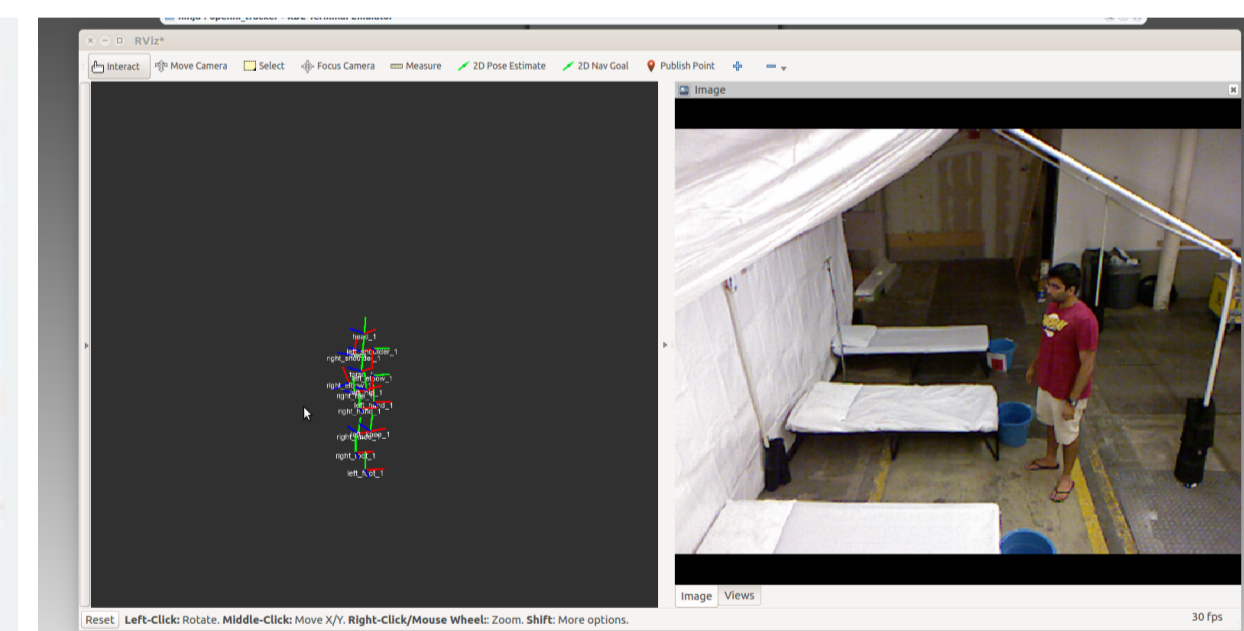 RViz*
Interact Move Camera Select Focus Camera Measure 2D Pose Estimate 2D Nav Goal Publish Point
Image
head_1
left_shoulder_1
right_shoulder_1
torso_1
left_elbow_1
right_elbow_1
left_hand_1
right_hand_1
right_foot_1
left_foot_1
Image Views
Reset Left-Click: Rotate. Middle-Click: Move X/Y. Right-Click/Mouse Wheel:: Zoom. Shift: More options.
30 fps